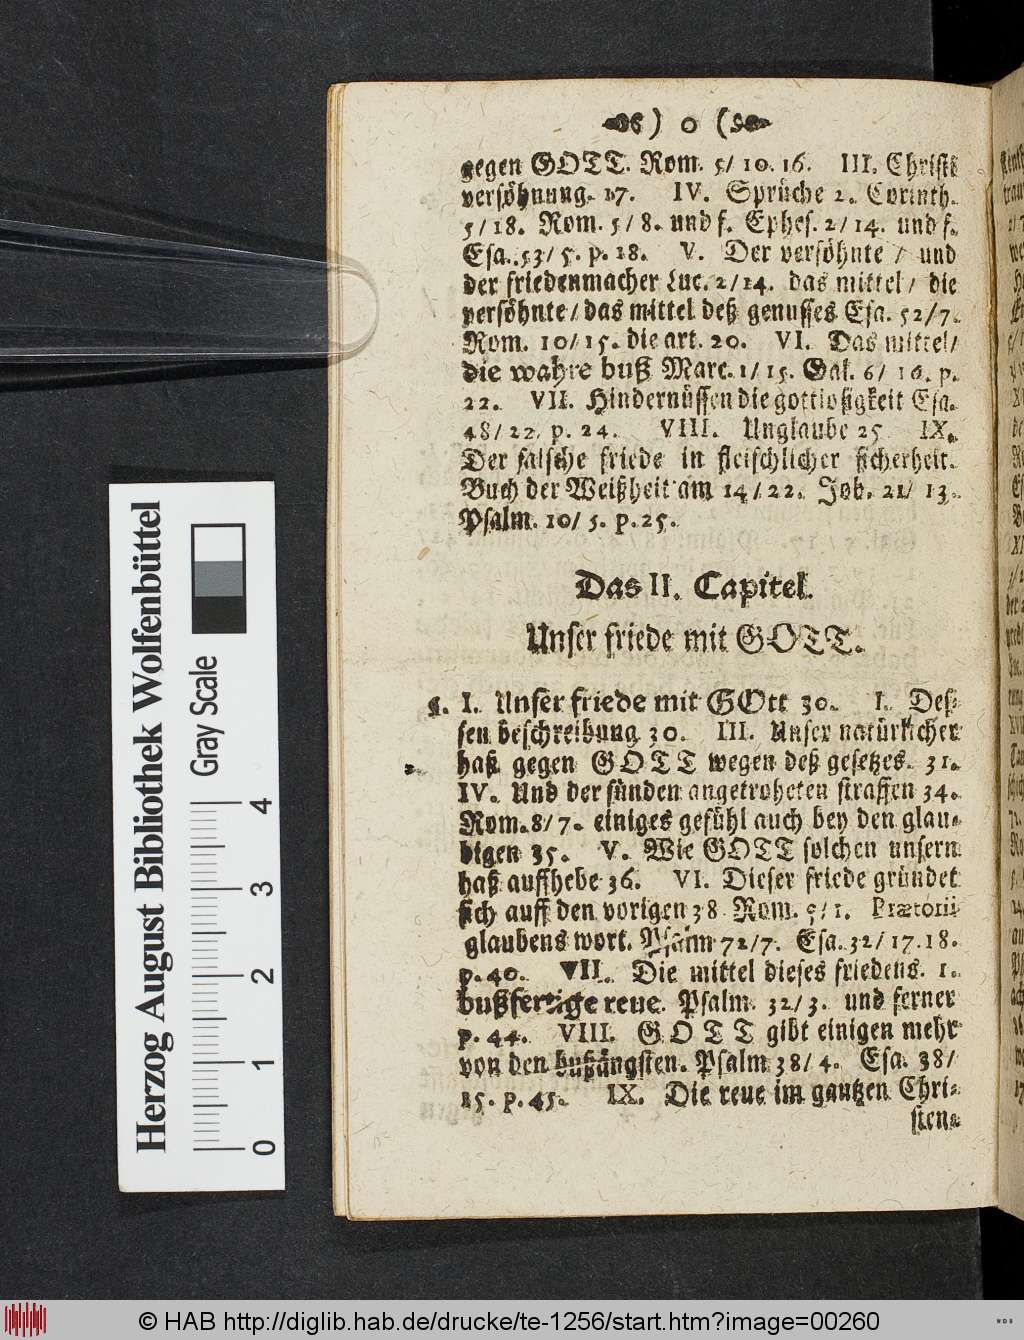 ) o (
gegen GOTT. Rom. 5/10.16. III. Christi
versöhnung. 17. IV. Sprüche 2. Corinth.
5/18. Rom. 5/8. und f. Ephes. 2/14. und f.
Esa. 53/5. p. 18. V. Der versöhnte / und
der friedenmacher Luc. 2/14. das mittel / die
versöhnte / das mittel deß genusses Esa. 52/7.
Rom. 10/15. die art. 20. VI. Das mittel /
die wahre buß Marc. 1/15. Gal. 6/16. p.
22. VII. Hindernüssen die gottlosigkeit Esa.
48/22. p. 24. VIII. Unglaube 25 IX.
Der falsche friede in fleischlicher sicherheit.
Buch der Weißheit am 14/22. Job. 21/13.
Psalm. 10/5. p. 25.
Das II. Capitel.
Unser friede mit GOTT.
§. I. Unser friede mit GOtt 30. I. Des-
sen beschreibung 30. III. Unser natürlicher
haß gegen GOTT wegen deß gesetzes. 31.
IV. Und der sünden angetroheten straffen 34.
Rom. 8/7. einiges gefühl auch bey den glau-
bigen 35. V. Wie GOTT solchen unsern
haß auffhebe 36. VI. Dieser friede gründet
sich auff den vorigen 38 Rom. 5/1. Prætorii
glaubens wort. Psalm 72/7. Esa. 32/17.18.
p. 40. VII. Die mittel dieses friedens. 1.
bußfertige reue. Psalm. 32/3. und ferner
p. 44. VIII. GOTT gibt einigen mehr
von den bußängsten. Psalm 38/4. Esa. 38/
15. p. 45. IX. Die reue im gantzen Chri-
sten-
Herzog August Bibliothek Wolfenbüttel
Gray Scale
0 1 2 3 4
© HAB http://diglib.hab.de/drucke/te-1256/start.htm?image=00260